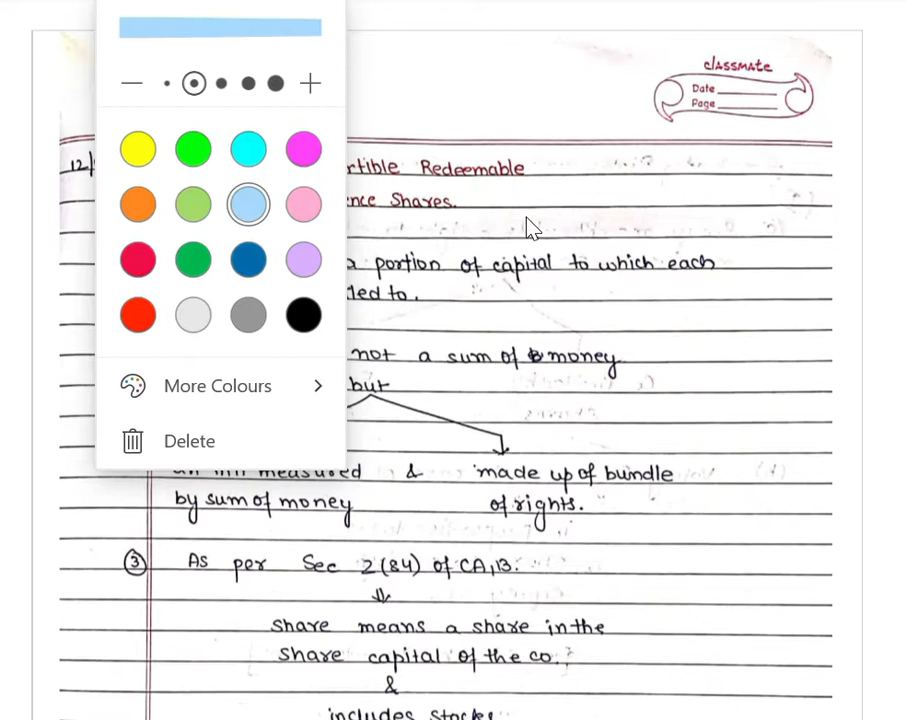 classmate
Date
Page
12/
rtible Redeemable
nce Shares.
portion of capital to which each
led to.
not a sum of money
but
measured & made up of bundle
by sum of money of rights.
③ As per Sec 2(84) of CA,13.
⇓
Share means a share in the
share capital of the co.
&
includes stocks
More Colours
Delete